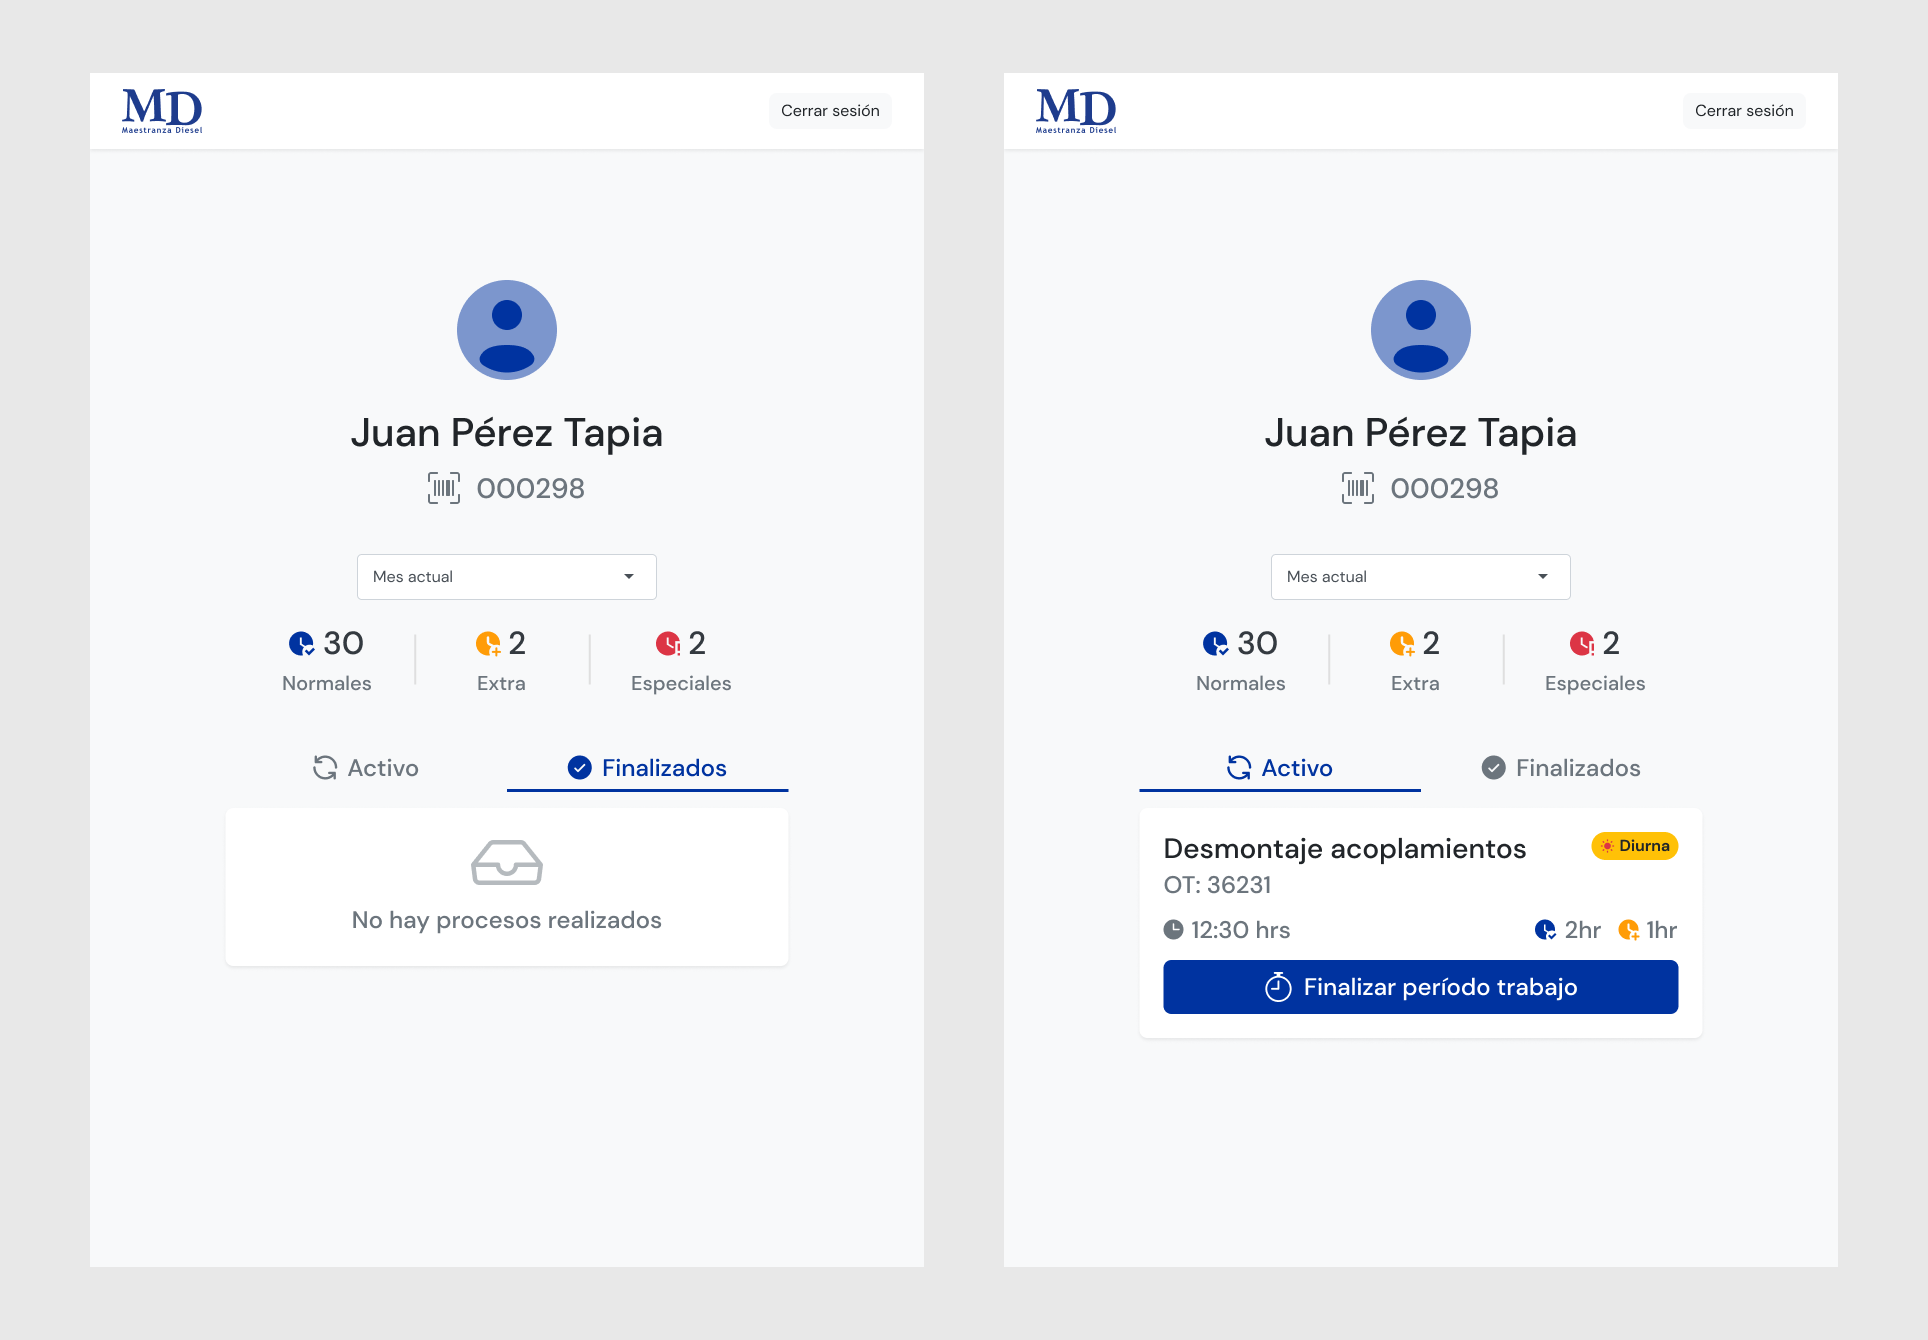 MD
Maestranza Diesel
Cerrar sesión
Juan Pérez Tapia
000298
Mes actual
30
Normales
2
Extra
2
Especiales
Activo
Finalizados
No hay procesos realizados
MD
Maestranza Diesel
Cerrar sesión
Juan Pérez Tapia
000298
Mes actual
30
Normales
2
Extra
2
Especiales
Activo
Finalizados
Desmontaje acoplamientos
Diurna
OT: 36231
12:30 hrs
2hr
1hr
Finalizar período trabajo